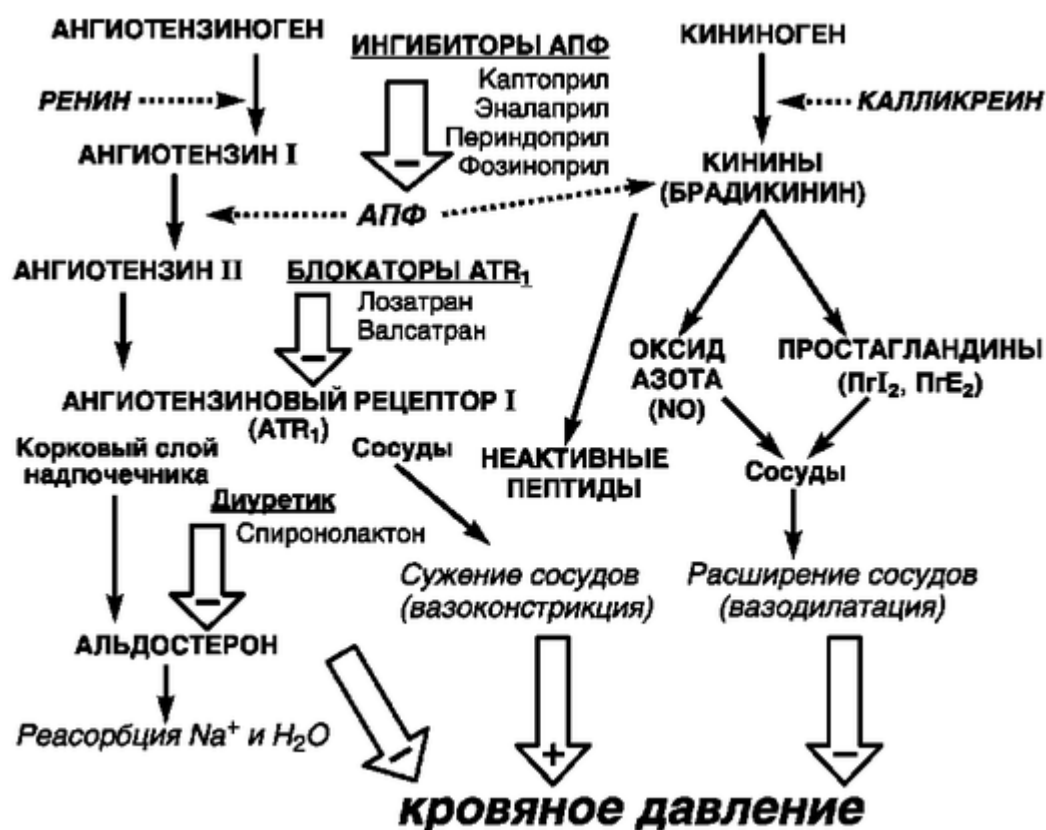 АНГИОТЕНЗИНОГЕН
ИНГИБИТОРЫ АПФ
КИНИНОГЕН
Каптоприл
Эналаприл
Периндоприл
Фозиноприл
РЕНИН
КАЛЛИКРЕИН
АНГИОТЕНЗИН I
КИНИНЫ
(БРАДИКИНИН)
АПФ
АНГИОТЕНЗИН II
БЛОКАТОРЫ ATR₁
Лозатран
Валсатран
ОКСИД
АЗОТА
(NO)
ПРОСТАГЛАНДИНЫ
(ПгI₂, ПгE₂)
АНГИОТЕНЗИНОВЫЙ РЕЦЕПТОР I
(ATR₁)
Корковый слой
надпочечника
Сосуды
НЕАКТИВНЫЕ
ПЕПТИДЫ
Сосуды
Диуретик
Спиронолактон
Сужение сосудов
(вазоконстрикция)
Расширение сосудов
(вазодилатация)
АЛЬДОСТЕРОН
Реасорбция Na⁺ и H₂O
кровяное давление